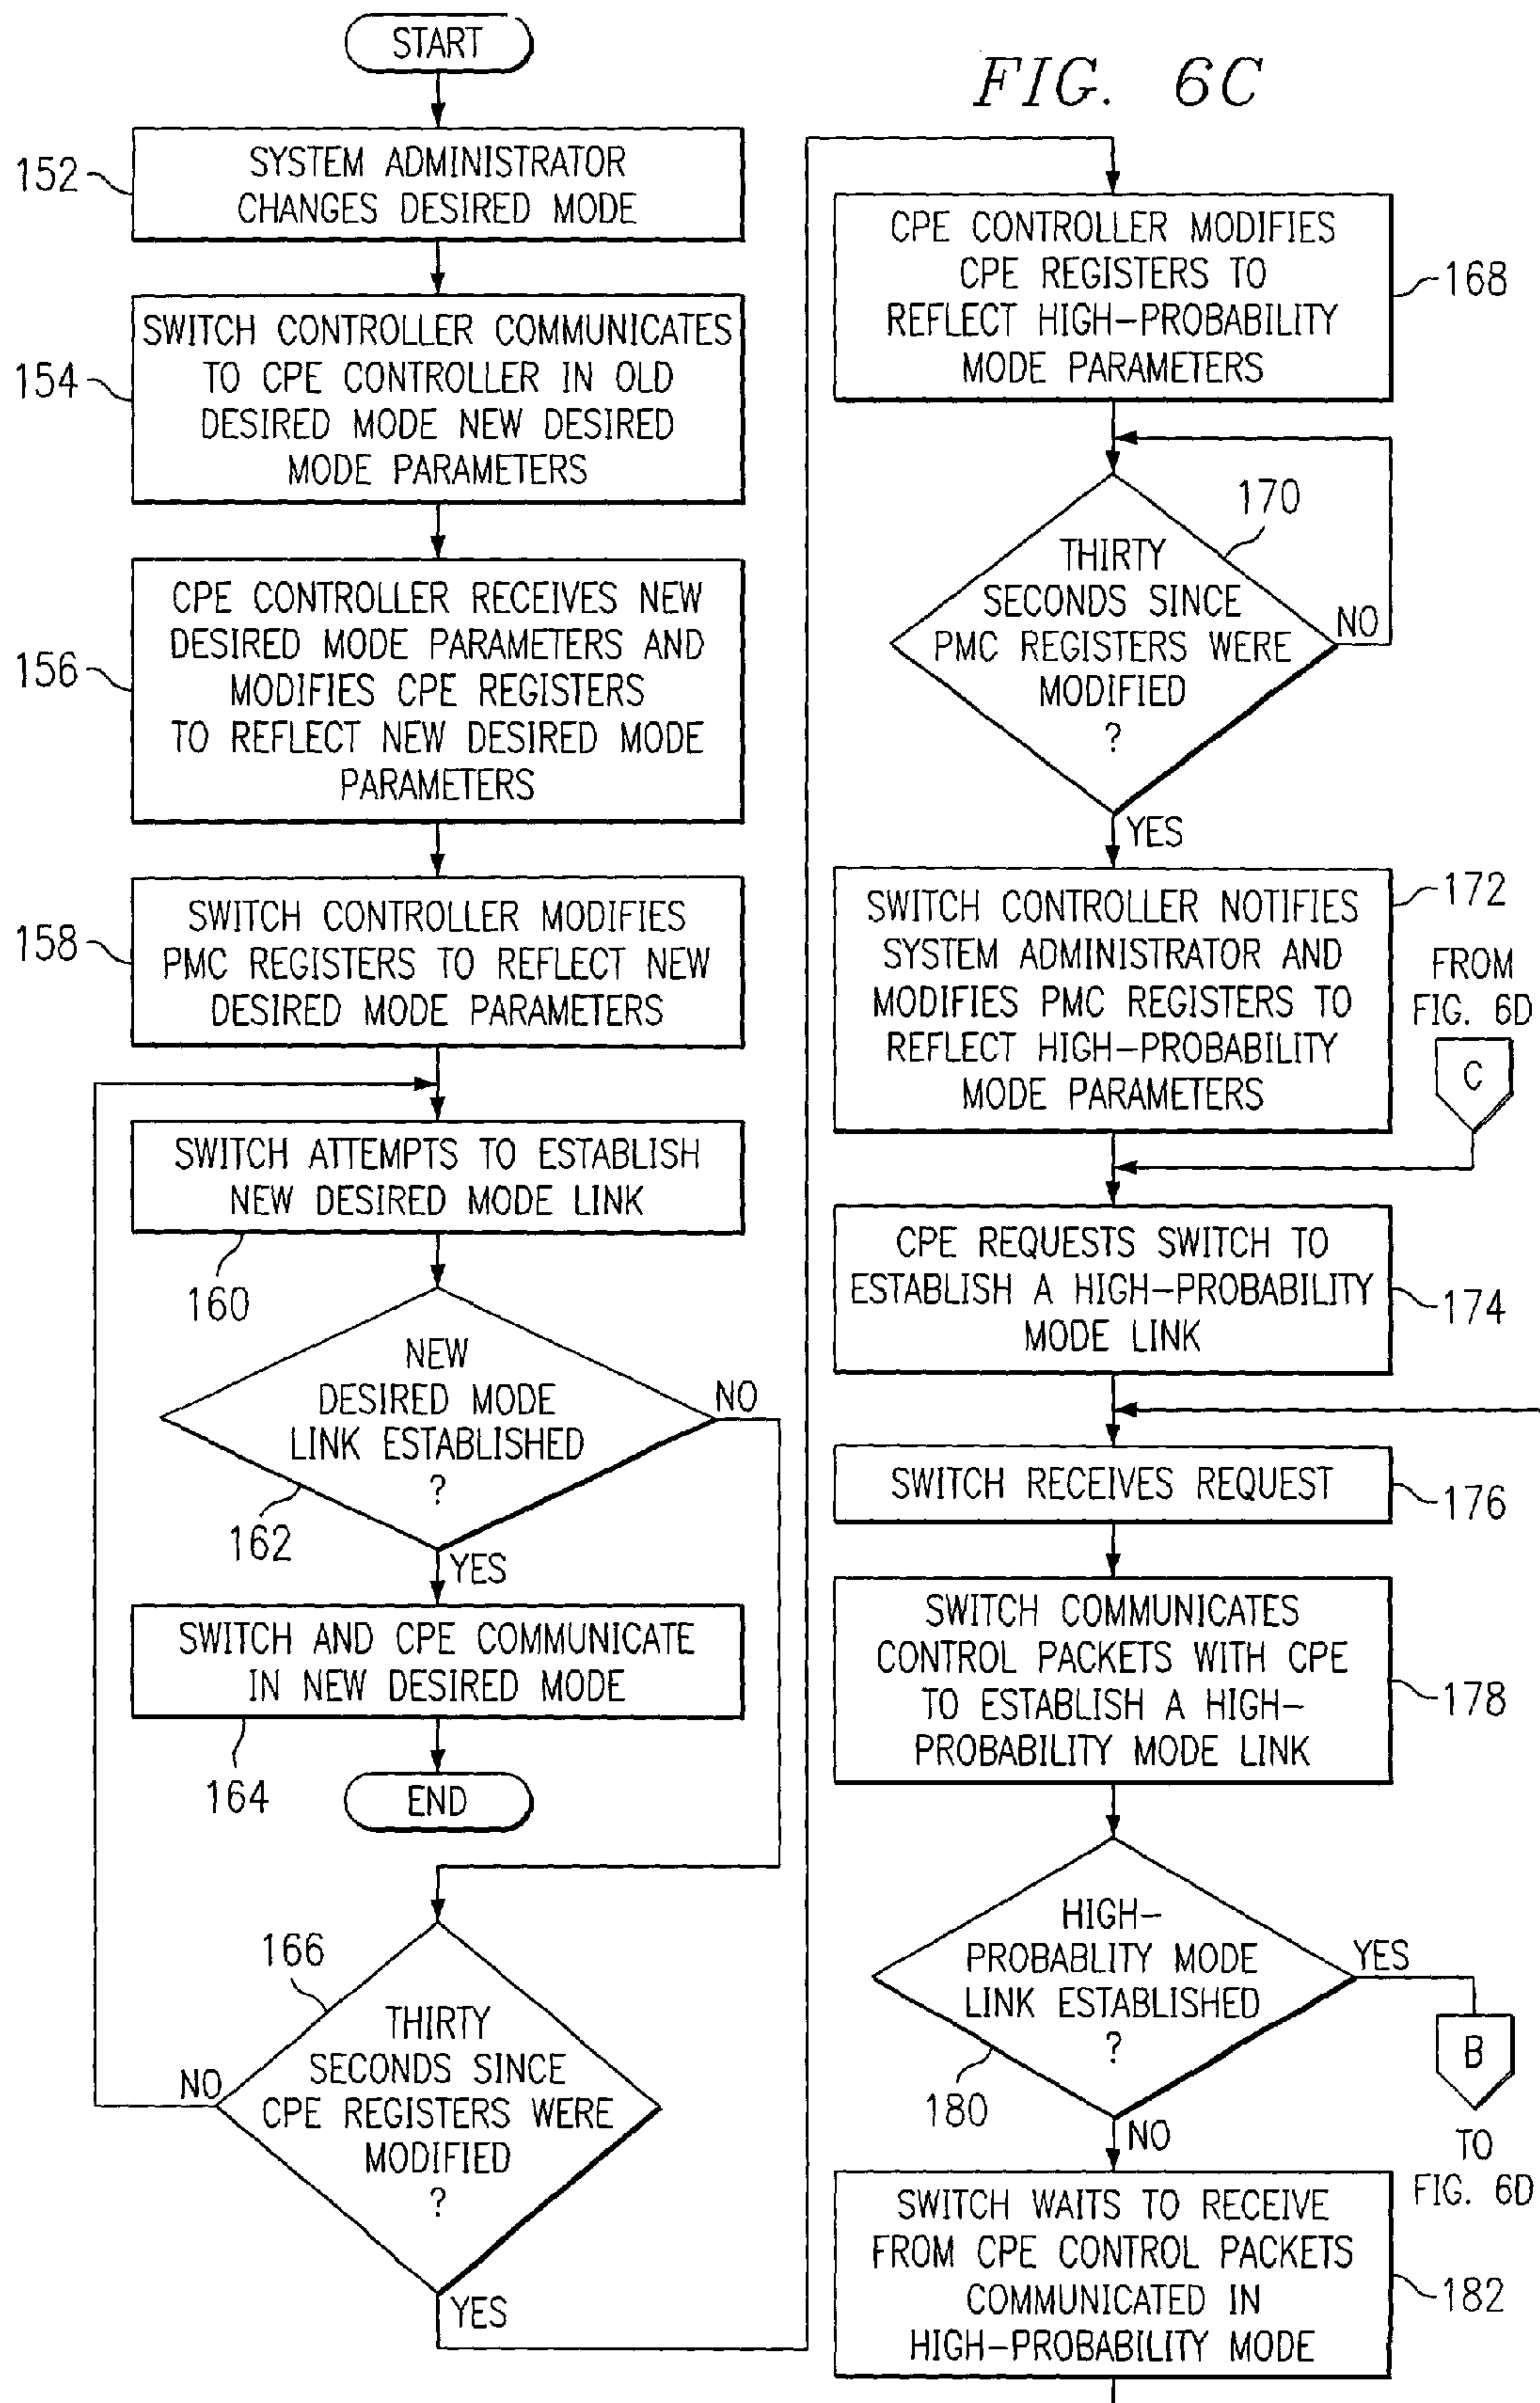 START
FIG. 6C
152
SYSTEM ADMINISTRATOR
CHANGES DESIRED MODE
154
SWITCH CONTROLLER COMMUNICATES
TO CPE CONTROLLER IN OLD
DESIRED MODE NEW DESIRED
MODE PARAMETERS
156
CPE CONTROLLER RECEIVES NEW
DESIRED MODE PARAMETERS AND
MODIFIES CPE REGISTERS
TO REFLECT NEW DESIRED MODE
PARAMETERS
158
SWITCH CONTROLLER MODIFIES
PMC REGISTERS TO REFLECT NEW
DESIRED MODE PARAMETERS
SWITCH ATTEMPTS TO ESTABLISH
NEW DESIRED MODE LINK
160
NEW
DESIRED MODE
LINK ESTABLISHED
?
NO
162
YES
SWITCH AND CPE COMMUNICATE
IN NEW DESIRED MODE
164
END
166
THIRTY
SECONDS SINCE
CPE REGISTERS WERE
MODIFIED
?
NO
YES
CPE CONTROLLER MODIFIES
CPE REGISTERS TO
REFLECT HIGH-PROBABILITY
MODE PARAMETERS
168
170
THIRTY
SECONDS SINCE
PMC REGISTERS WERE
MODIFIED
?
NO
YES
SWITCH CONTROLLER NOTIFIES
SYSTEM ADMINISTRATOR AND
MODIFIES PMC REGISTERS TO
REFLECT HIGH-PROBABILITY
MODE PARAMETERS
172
FROM
FIG. 6D
C
CPE REQUESTS SWITCH TO
ESTABLISH A HIGH-PROBABILITY
MODE LINK
174
SWITCH RECEIVES REQUEST
176
SWITCH COMMUNICATES
CONTROL PACKETS WITH CPE
TO ESTABLISH A HIGH-
PROBABILITY MODE LINK
178
HIGH-
PROBABLITY MODE
LINK ESTABLISHED
?
YES
180
B
TO
FIG. 6D
NO
SWITCH WAITS TO RECEIVE
FROM CPE CONTROL PACKETS
COMMUNICATED IN
HIGH-PROBABILITY MODE
182